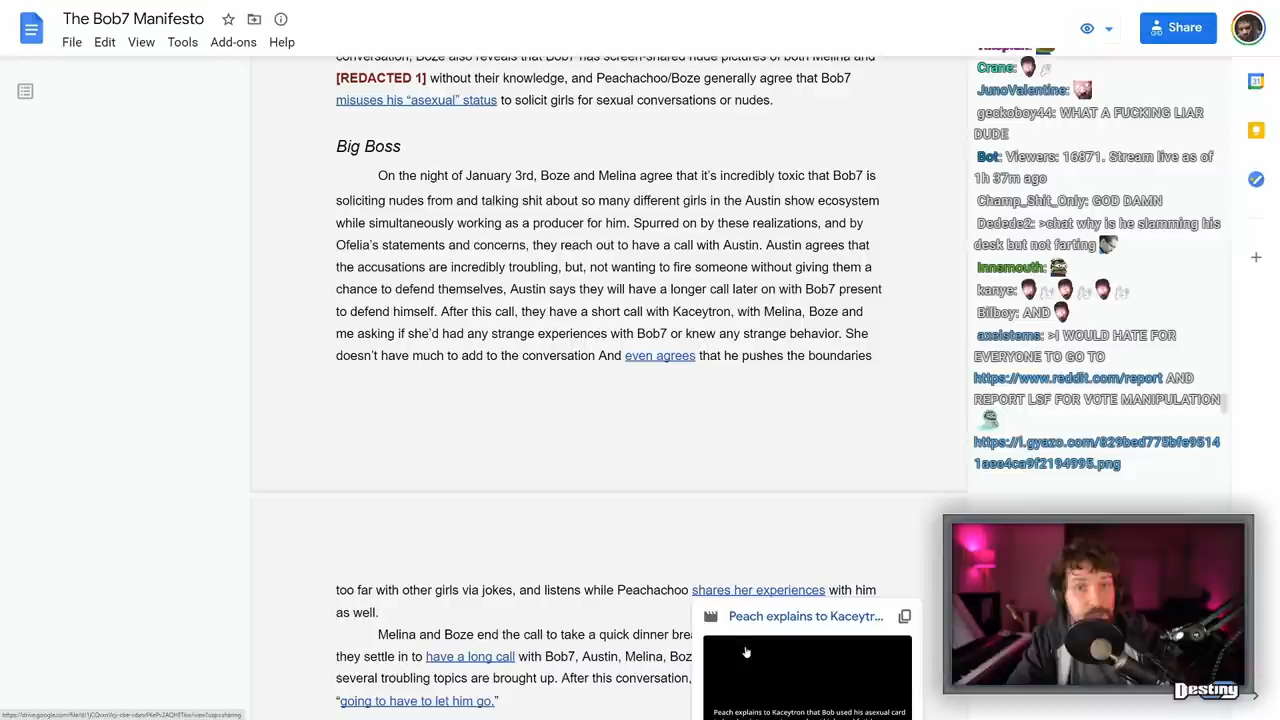 The Bob7 Manifesto
File Edit View Tools Add-ons Help
Share
conversation, Boze also reveals that Bob7 has screen-shared nude pictures of both Melina and
[REDACTED 1] without their knowledge, and Peachachoo/Boze generally agree that Bob7
misuses his “asexual” status to solicit girls for sexual conversations or nudes.
Big Boss
On the night of January 3rd, Boze and Melina agree that it’s incredibly toxic that Bob7 is
soliciting nudes from and talking shit about so many different girls in the Austin show ecosystem
while simultaneously working as a producer for him. Spurred on by these realizations, and by
Ofelia’s statements and concerns, they reach out to have a call with Austin. Austin agrees that
the accusations are incredibly troubling, but, not wanting to fire someone without giving them a
chance to defend themselves, Austin says they will have a longer call later on with Bob7 present
to defend himself. After this call, they have a short call with Kaceytron, with Melina, Boze and
me asking if she’d had any strange experiences with Bob7 or knew any strange behavior. She
doesn’t have much to add to the conversation And even agrees that he pushes the boundaries
too far with other girls via jokes, and listens while Peachachoo shares her experiences with him
as well.
Melina and Boze end the call to take a quick dinner brea
they settle in to have a long call with Bob7, Austin, Melina, Boz
several troubling topics are brought up. After this conversation,
“going to have to let him go.”
Peach explains to Kaceytr...
Peach explains to Kaceytron that Bob used his asexual card
Crane:
JunoValentine:
geckoboy44: WHAT A FUCKING LIAR
DUDE
Bot: Viewers: 16871. Stream live as of
1h 37m ago
Champ_Shit_Only: GOD DAMN
Dedede2: >chat why is he slamming his
desk but not farting
Innsmouth:
kanye:
Bilboy: AND
axelstems: >I WOULD HATE FOR
EVERYONE TO GO TO
https://www.reddit.com/report AND
REPORT LSF FOR VOTE MANIPULATION
https://i.gyazo.com/829bed775bfe9514
1aee4ca9f2194995.png
Destiny